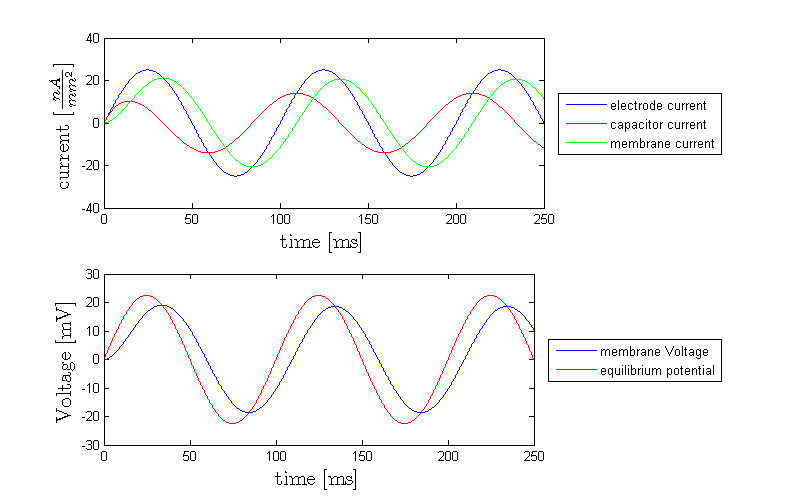 40
20
0
-20
-40
current [nA/mm²]
0 50 100 150 200 250
time [ms]
electrode current
capacitor current
membrane current
30
20
10
0
-10
-20
-30
Voltage [mV]
0 50 100 150 200 250
time [ms]
membrane Voltage
equilibrium potential